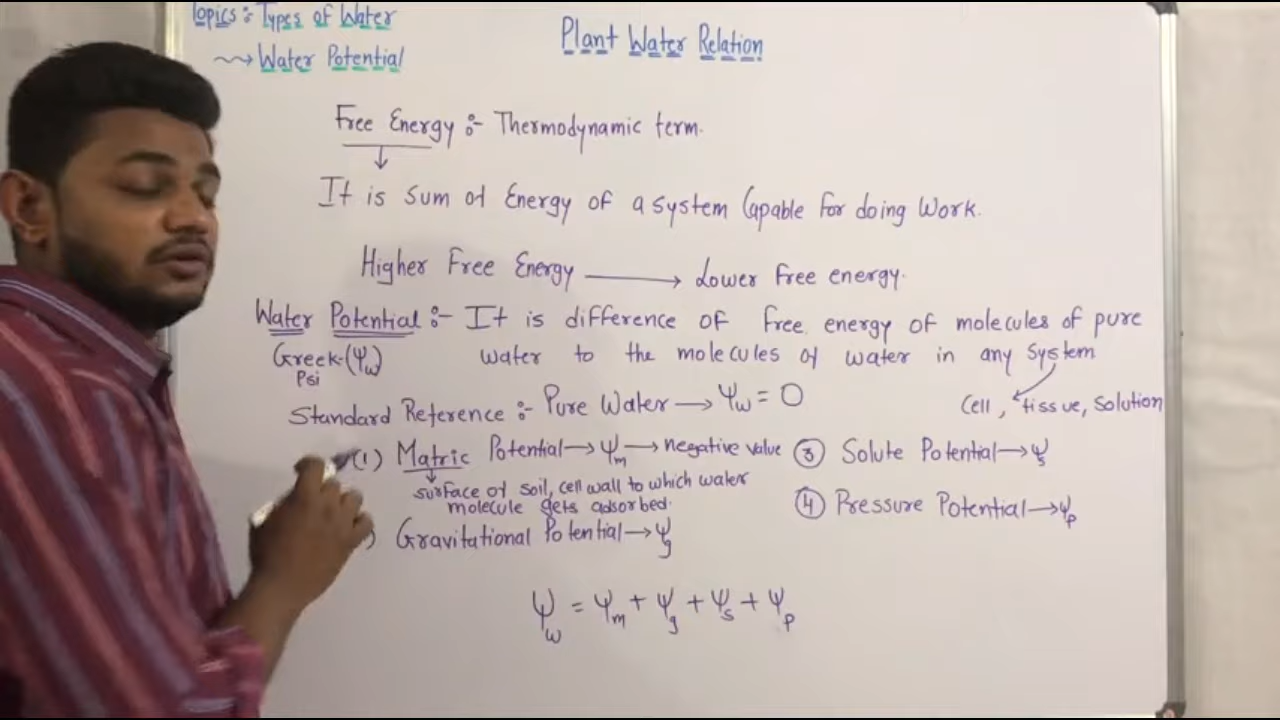 Topics :- Types of Water
Water Potential
Plant Water Relation
Free Energy :- Thermodynamic term.
It is Sum of Energy of a System Capable for doing Work.
Higher Free Energy ⟶ Lower free energy.
Water Potential :- It is difference of free energy of molecules of pure
Greek (Ψw) water to the molecules of water in any system
Psi
Cell, tissue, Solution
Standard Reference :- Pure Water → Ψw = 0
(1) Matric Potential → Ψm → negative value
surface of soil, cell wall to which water
molecule gets adsorbed.
) Gravitational Potential → Ψg
③ Solute Potential → Ψs
④ Pressure Potential → Ψp
Ψw = Ψm + Ψg + Ψs + Ψp